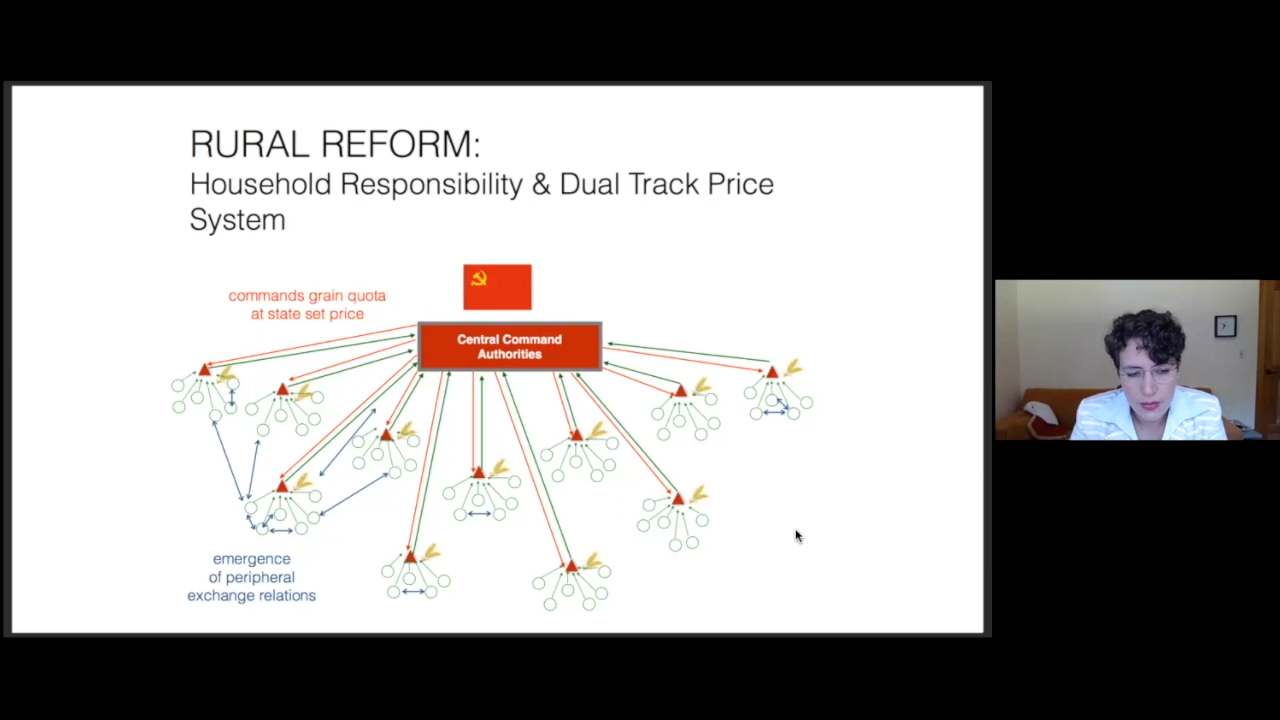 RURAL REFORM:
Household Responsibility & Dual Track Price
System
commands grain quota
at state set price
Central Command
Authorities
emergence
of peripheral
exchange relations